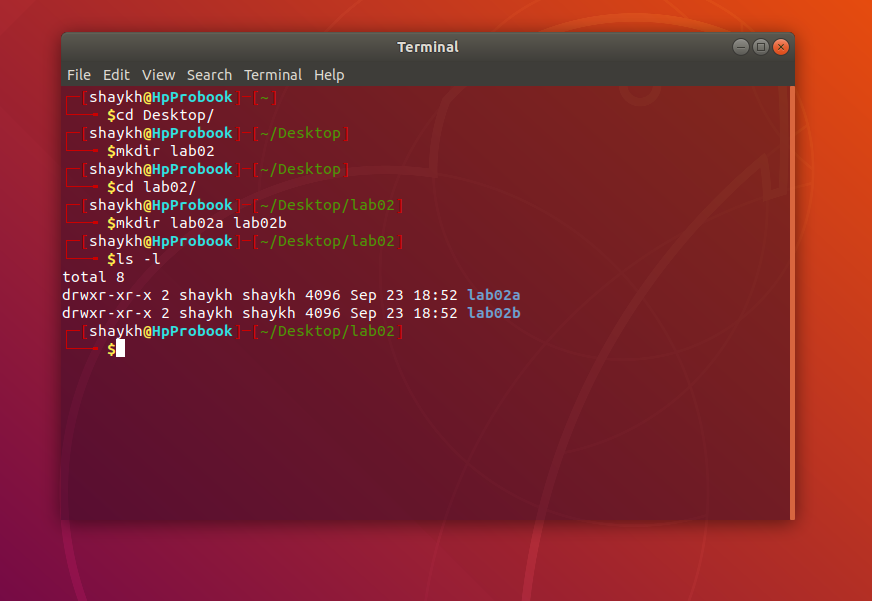 Terminal
File Edit View Search Terminal Help
┌─[shaykh@HpProbook]─[~]
└──╼ $cd Desktop/
┌─[shaykh@HpProbook]─[~/Desktop]
└──╼ $mkdir lab02
┌─[shaykh@HpProbook]─[~/Desktop]
└──╼ $cd lab02/
┌─[shaykh@HpProbook]─[~/Desktop/lab02]
└──╼ $mkdir lab02a lab02b
┌─[shaykh@HpProbook]─[~/Desktop/lab02]
└──╼ $ls -l
total 8
drwxr-xr-x 2 shaykh shaykh 4096 Sep 23 18:52 lab02a
drwxr-xr-x 2 shaykh shaykh 4096 Sep 23 18:52 lab02b
┌─[shaykh@HpProbook]─[~/Desktop/lab02]
└──╼ $